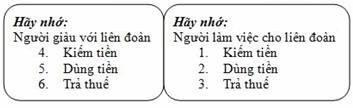 Hãy nhớ:
Người giàu với liên đoàn
4. Kiếm tiền
5. Dùng tiền
6. Trả thuế
Hãy nhớ:
Người làm việc cho liên đoàn
1. Kiếm tiền
2. Dùng tiền
3. Trả thuế